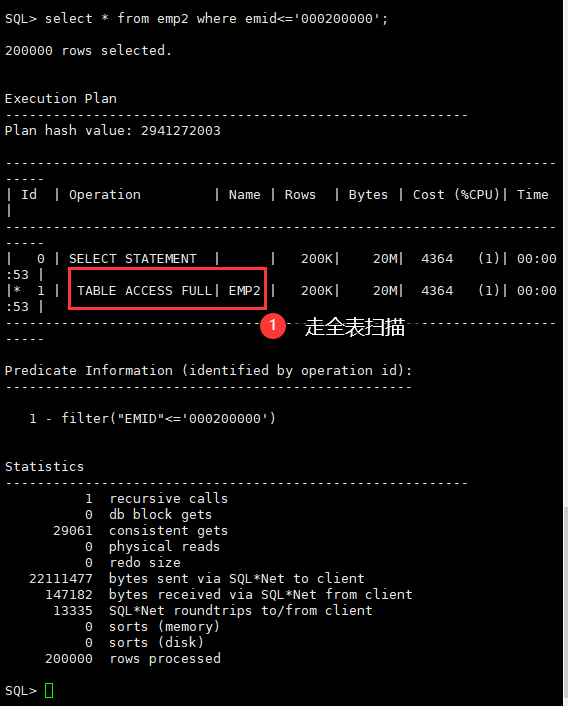 SQL> select * from emp2 where emid<='000200000';
200000 rows selected.
Execution Plan
----------------------------------------------------------
Plan hash value: 2941272003
---------------------------------------------------------------------
-----
| Id  | Operation         | Name | Rows  | Bytes | Cost (%CPU)| Time
|
---------------------------------------------------------------------
-----
|   0 | SELECT STATEMENT  |      |   200K|    20M|  4364   (1)| 00:00
:53 |
|*  1 |  TABLE ACCESS FULL| EMP2 |   200K|    20M|  4364   (1)| 00:00
:53 |
---------------------------------------------------------------------
1 走全表扫描
-----
Predicate Information (identified by operation id):
---------------------------------------------------
1 - filter("EMID"<='000200000')
Statistics
----------------------------------------------------------
1  recursive calls
0  db block gets
29061  consistent gets
0  physical reads
0  redo size
22111477  bytes sent via SQL*Net to client
147182  bytes received via SQL*Net from client
13335  SQL*Net roundtrips to/from client
0  sorts (memory)
0  sorts (disk)
200000  rows processed
SQL>